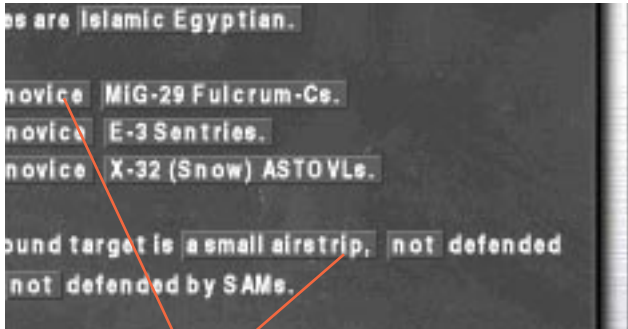 es are Islamic Egyptian.
novice MiG-29 Fulcrum-Cs.
novice E-3 Sentries.
novice X-32 (Snow) ASTOVLs.
ound target is a small airstrip, not defended
not defended by SAMs.